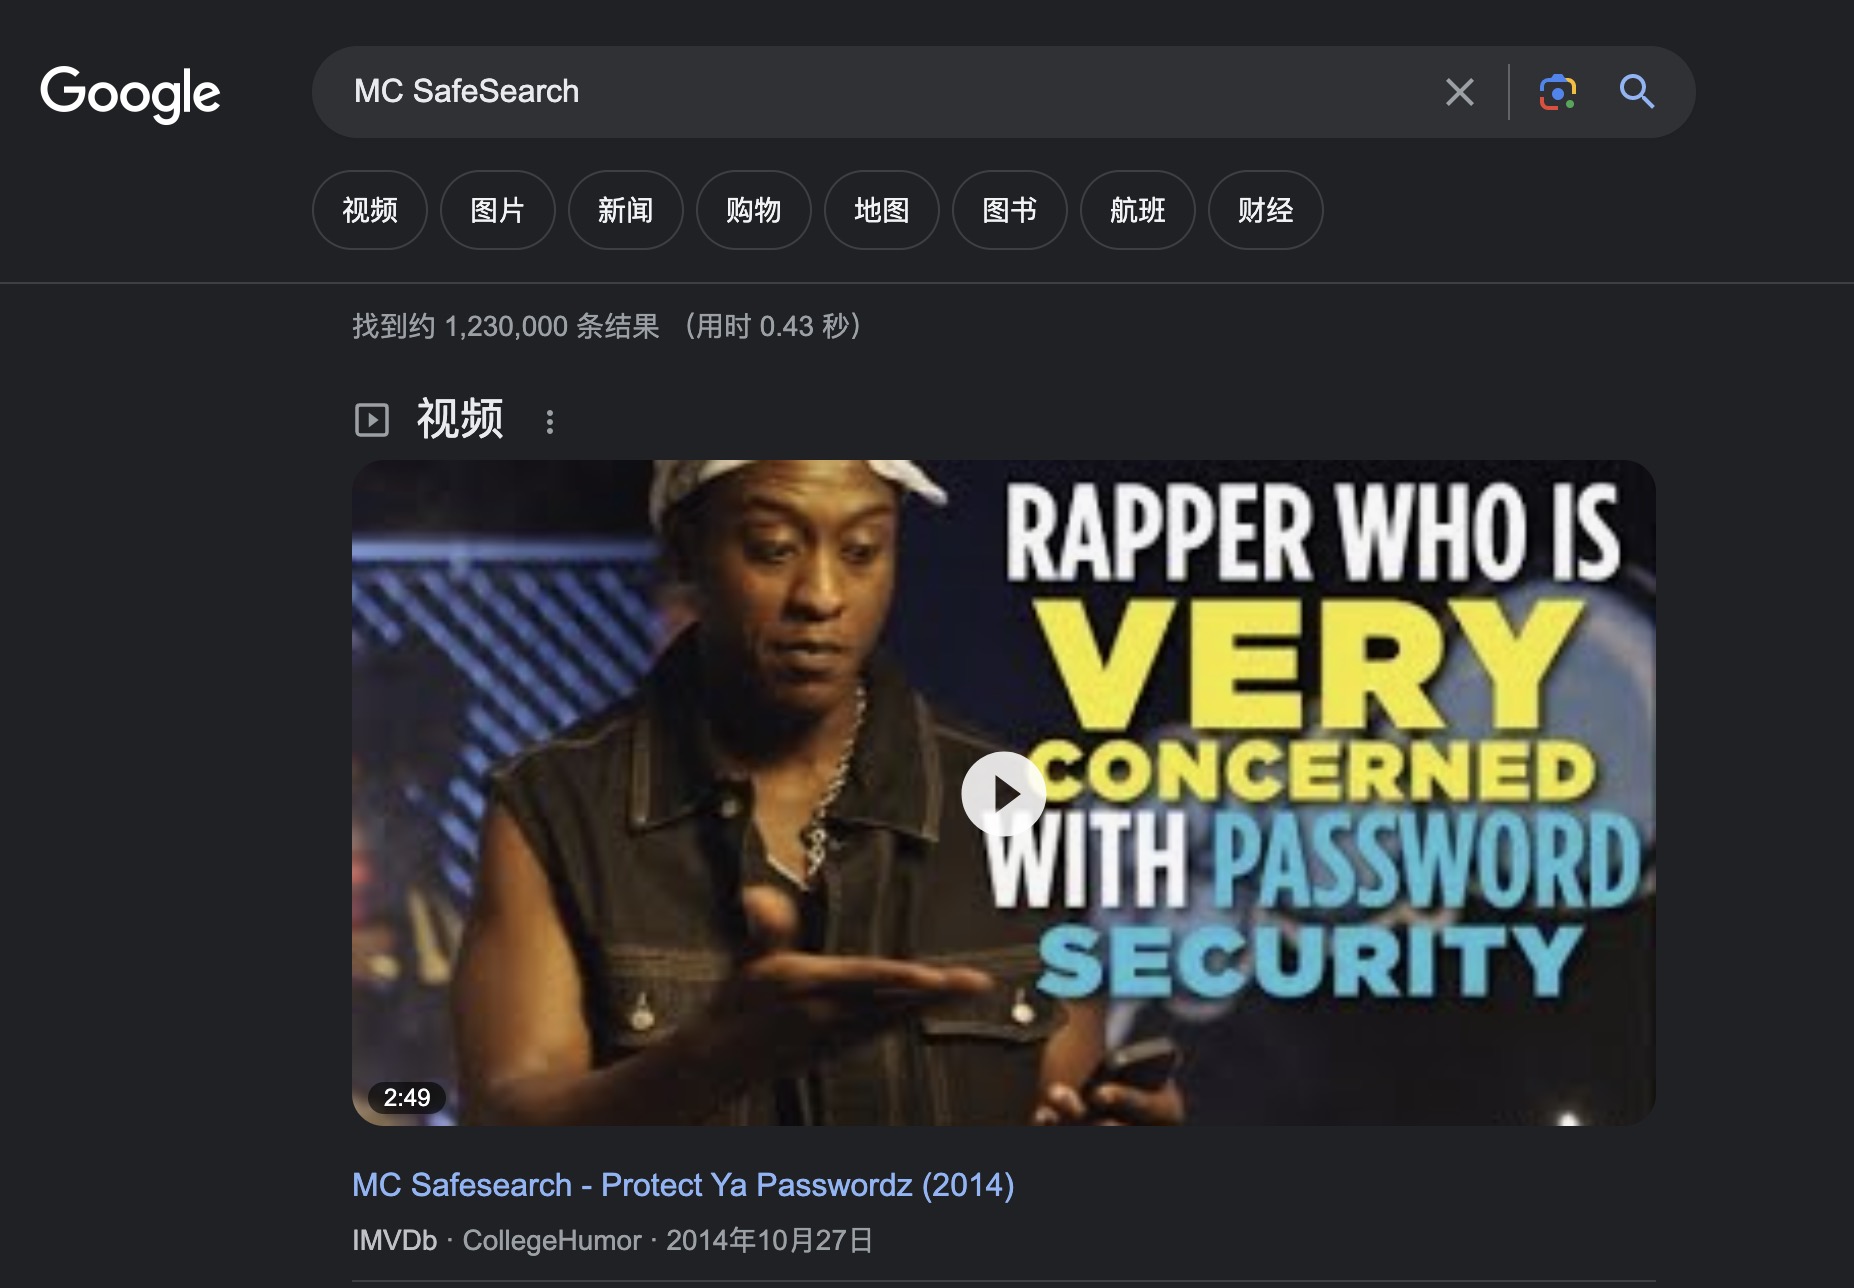 Google
MC SafeSearch
视频
图片
新闻
购物
地图
图书
航班
财经
找到约 1,230,000 条结果 （用时 0.43 秒）
视频
RAPPER WHO IS
VERY
CONCERNED
WITH PASSWORD
SECURITY
2:49
MC Safesearch - Protect Ya Passwordz (2014)
IMVDb · CollegeHumor · 2014年10月27日